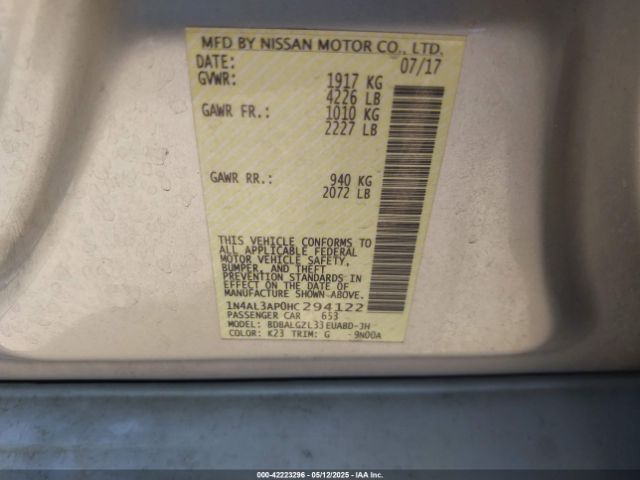 MFD BY NISSAN MOTOR CO., LTD.
DATE: 07/17
GVWR: 1917 KG
4226 LB
GAWR FR.: 1010 KG
2227 LB
GAWR RR.: 940 KG
2072 LB
THIS VEHICLE CONFORMS TO
ALL APPLICABLE FEDERAL
MOTOR VEHICLE SAFETY,
BUMPER, AND THEFT
PREVENTION STANDARDS IN
EFFECT ON THE DATE OF
MANUFACTURE SHOWN ABOVE.
1N4AL3AP0HC294122
PASSENGER CAR 653
MODEL: BDBALGZL33EUABD-JH
COLOR: K23 TRIM: G -9N00A
000-42223296 - 05/12/2025 - IAAI Inc.